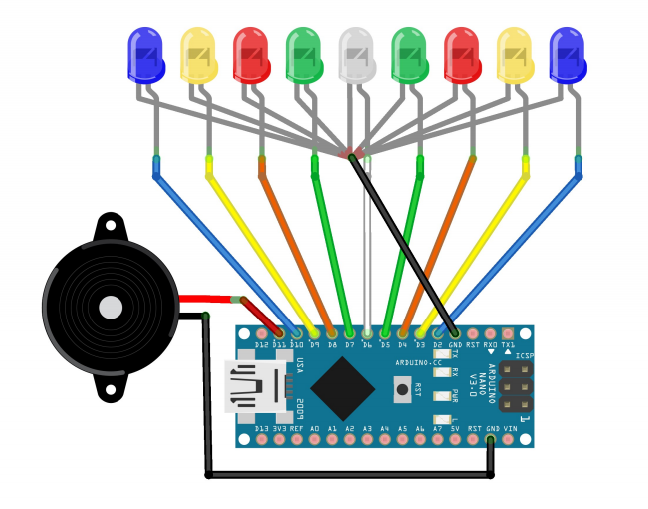 D12 D11 D10 D9 D8 D7 D6 D5 D4 D3 D2 GND RST RX0 TX1
ARDUINO.CC
TX
RX
PWR
L
RST
USA
2009
ICSP
ARDUINO
NANO
V3.0
1
D13 3V3 REF A0 A1 A2 A3 A4 A5 A6 A7 5V RST GND VIN